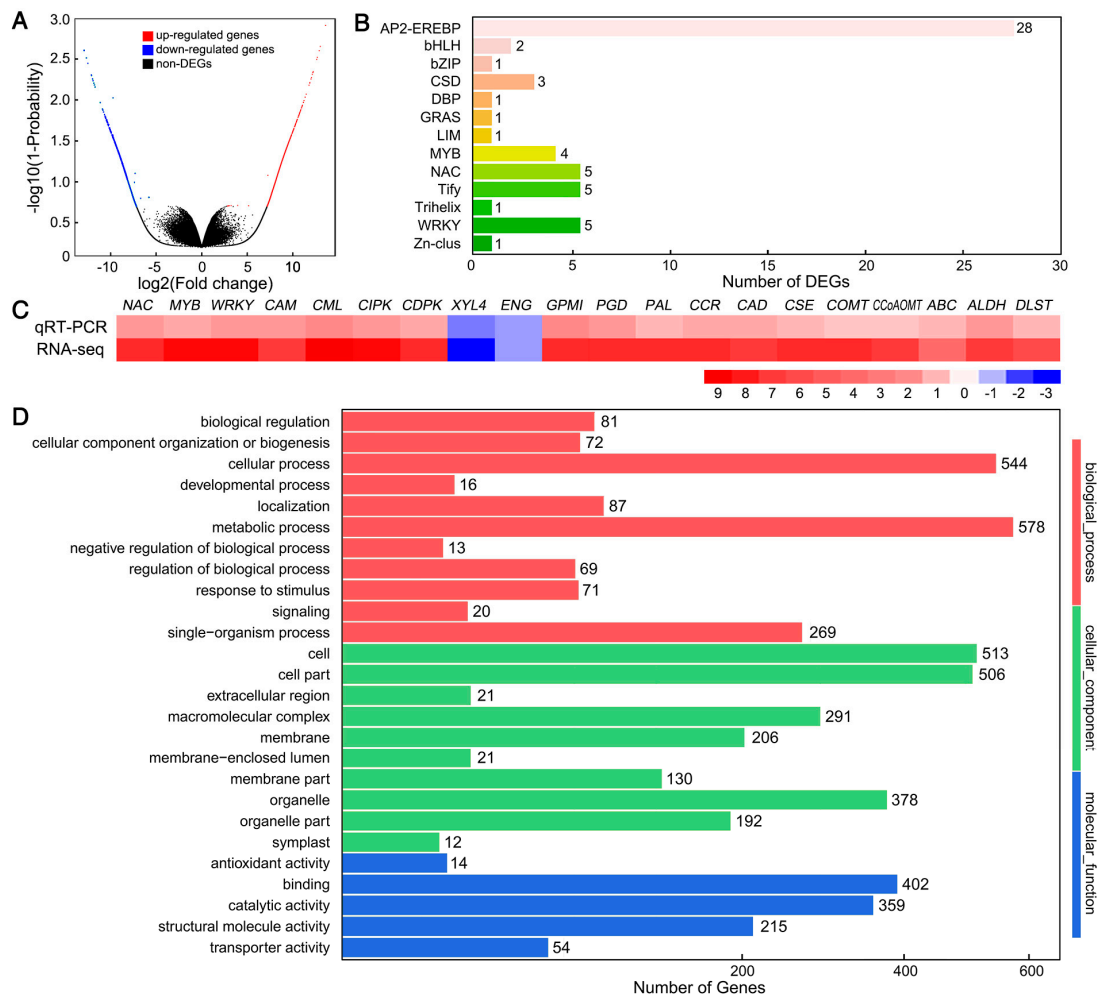 A
-log10(1-Probability)
3.0
2.5
2.0
1.5
1.0
0.5
0
up-regulated genes
down-regulated genes
non-DEGs
-10 -5 0 5 10
log2(Fold change)
B
AP2-EREBP 28
bHLH 2
bZIP 1
CSD 3
DBP 1
GRAS 1
LIM 1
MYB 4
NAC 5
Tify 5
Trihelix 1
WRKY 5
Zn-clus 1
0 5 10 15 20 25 30
Number of DEGs
C
NAC MYB WRKY CAM CML CIPK CDPK XYL4 ENG GPMI PGD PAL CCR CAD CSE COMT CCoAOMT ABC ALDH DLST
qRT-PCR
RNA-seq
9 8 7 6 5 4 3 2 1 0 -1 -2 -3
D
biological regulation 81
cellular component organization or biogenesis 72
cellular process 544
developmental process 16
localization 87
metabolic process 578
negative regulation of biological process 13
regulation of biological process 69
response to stimulus 71
signaling 20
single−organism process 269
cell 513
cell part 506
extracellular region 21
macromolecular complex 291
membrane 206
membrane−enclosed lumen 21
membrane part 130
organelle 378
organelle part 192
symplast 12
antioxidant activity 14
binding 402
catalytic activity 359
structural molecule activity 215
transporter activity 54
200 400 600
Number of Genes
biological_process
cellular_component
molecular_function